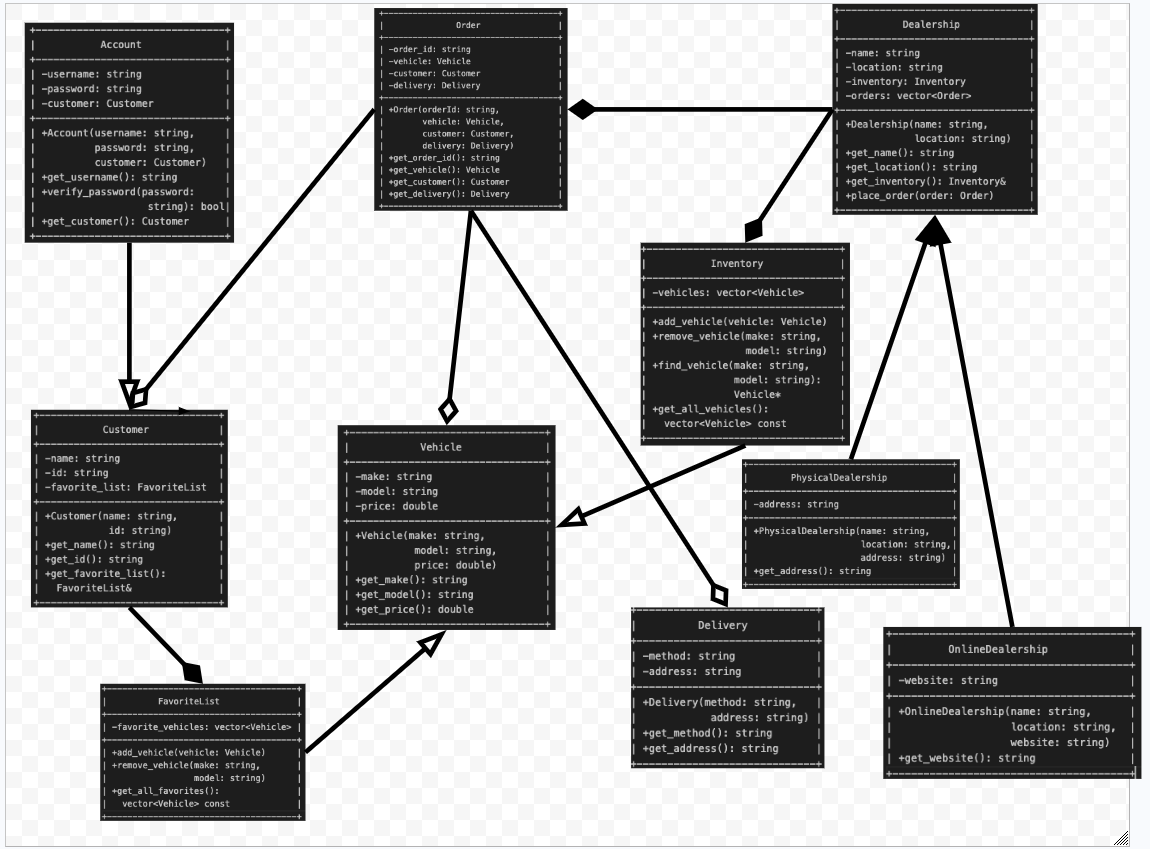 Account
-username: string
-password: string
-customer: Customer
+Account(username: string,
password: string,
customer: Customer)
+get_username(): string
+verify_password(password:
string): bool
+get_customer(): Customer
Order
-order_id: string
-vehicle: Vehicle
-customer: Customer
-delivery: Delivery
+Order(orderId: string,
vehicle: Vehicle,
customer: Customer,
delivery: Delivery)
+get_order_id(): string
+get_vehicle(): Vehicle
+get_customer(): Customer
+get_delivery(): Delivery
Dealership
-name: string
-location: string
-inventory: Inventory
-orders: vector<Order>
+Dealership(name: string,
location: string)
+get_name(): string
+get_location(): string
+get_inventory(): Inventory&
+place_order(order: Order)
Inventory
-vehicles: vector<Vehicle>
+add_vehicle(vehicle: Vehicle)
+remove_vehicle(make: string,
model: string)
+find_vehicle(make: string,
model: string):
Vehicle*
+get_all_vehicles():
vector<Vehicle> const
Customer
-name: string
-id: string
-favorite_list: FavoriteList
+Customer(name: string,
id: string)
+get_name(): string
+get_id(): string
+get_favorite_list():
FavoriteList&
Vehicle
-make: string
-model: string
-price: double
+Vehicle(make: string,
model: string,
price: double)
+get_make(): string
+get_model(): string
+get_price(): double
PhysicalDealership
-address: string
+PhysicalDealership(name: string,
location: string,
address: string)
+get_address(): string
Delivery
-method: string
-address: string
+Delivery(method: string,
address: string)
+get_method(): string
+get_address(): string
OnlineDealership
-website: string
+OnlineDealership(name: string,
location: string,
website: string)
+get_website(): string
FavoriteList
-favorite_vehicles: vector<Vehicle>
+add_vehicle(vehicle: Vehicle)
+remove_vehicle(make: string,
model: string)
+get_all_favorites():
vector<Vehicle> const